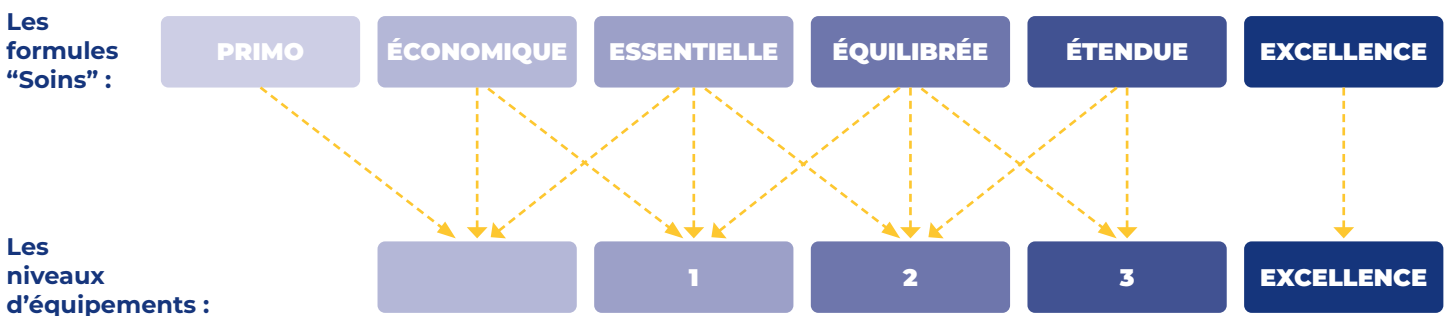 Les
formules
“Soins” :
PRIMO
ÉCONOMIQUE
ESSENTIELLE
ÉQUILIBRÉE
ÉTENDUE
EXCELLENCE
Les
niveaux
d’équipements :
1
2
3
EXCELLENCE